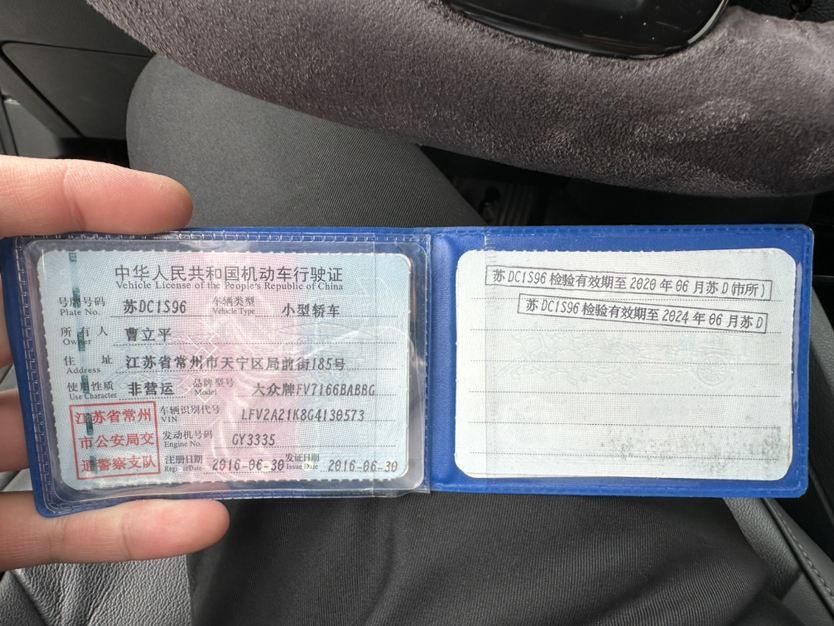 中华人民共和国机动车行驶证
Vehicle License of the People's Republic of China
号牌号码 苏DC1S96 车辆类型 小型轿车
Plate No. Vehicle Type
所有人 曹立平
Owner
住址 江苏省常州市天宁区局前街185号
Address
使用性质 非营运 品牌型号 大众牌FV7166BABBG
Use Character Model
江苏省常州
市公安局交
通警察支队
车辆识别代号 LFV2A21K8G4130573
VIN
发动机号码 GY3335
Engine No.
注册日期 2016-06-30 发证日期 2016-06-30
Register Date Issue Date
苏DC1S96检验有效期至2020年06月苏D(市所)
苏DC1S96检验有效期至2024年06月苏D